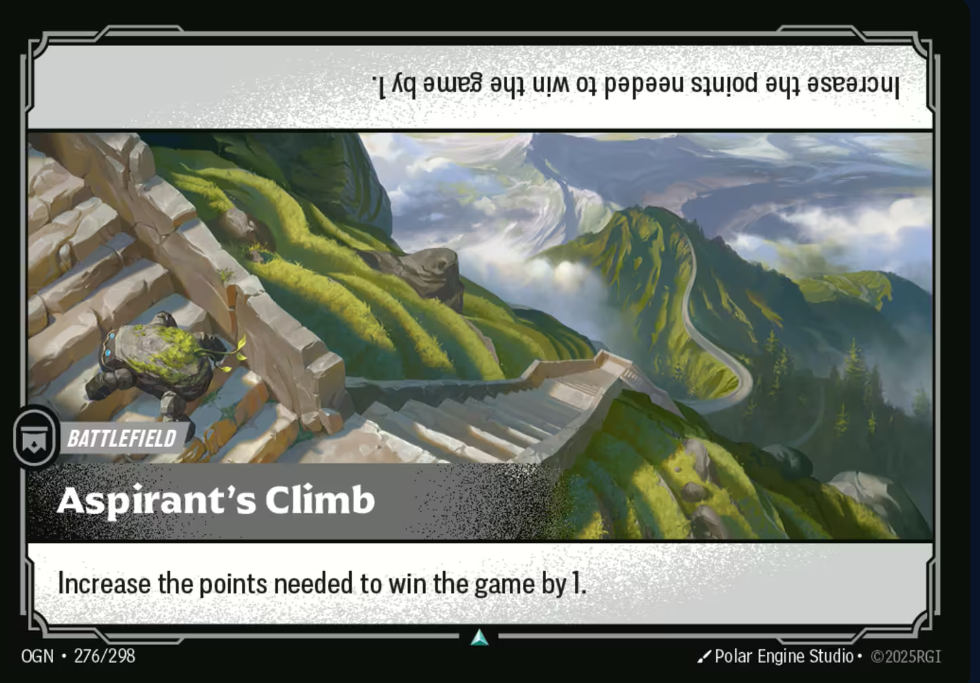 Increase the points needed to win the game by 1.
BATTLEFIELD
Aspirant's Climb
Increase the points needed to win the game by 1.
OGN • 276/298
Polar Engine Studio • ©2025RGI